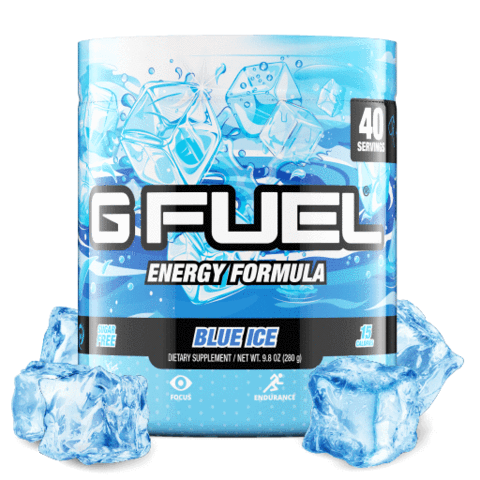 40
SERVINGS
G FUEL®
ENERGY FORMULA
SUGAR
FREE
BLUE ICE
15
CALORIES
DIETARY SUPPLEMENT / NET WT. 9.8 OZ (280 g)
FOCUS
ENDURANCE